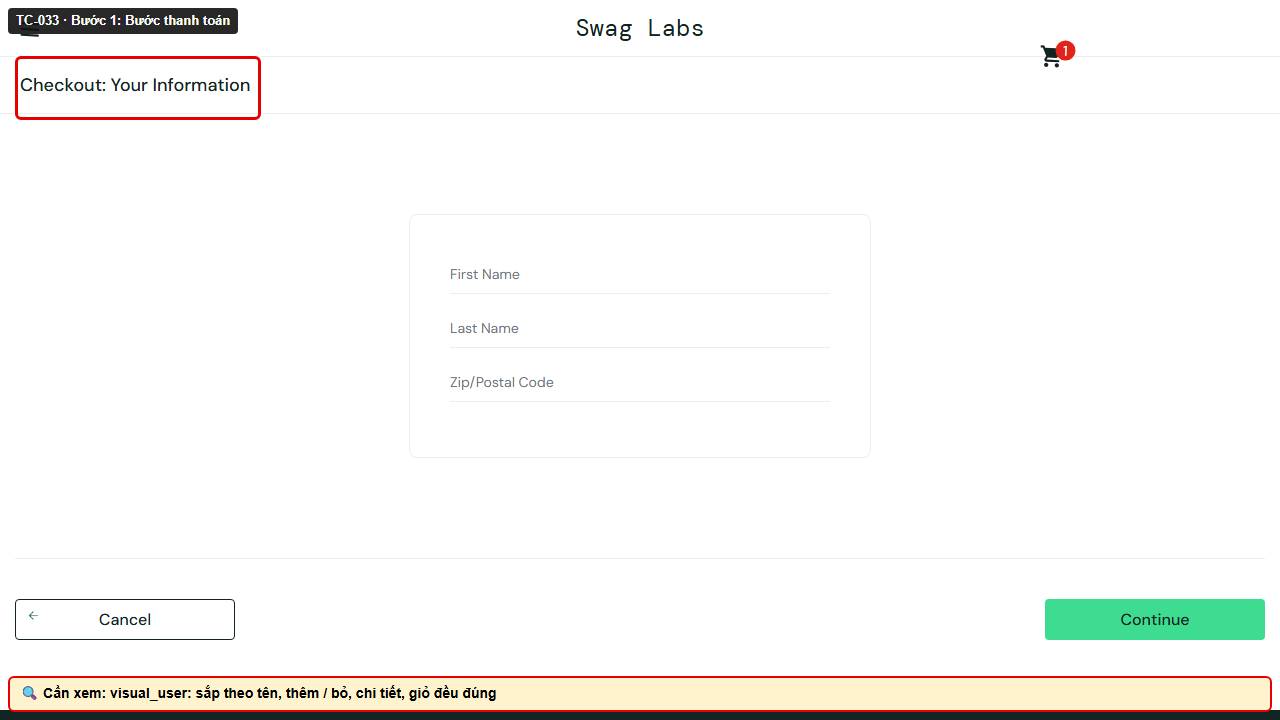 TC-033 · Bước 1: Bước thanh toán
Swag Labs
1
Checkout: Your Information
First Name
Last Name
Zip/Postal Code
Cancel
Continue
Cần xem: visual_user: sắp theo tên, thêm / bỏ, chi tiết, giỏ đều đúng